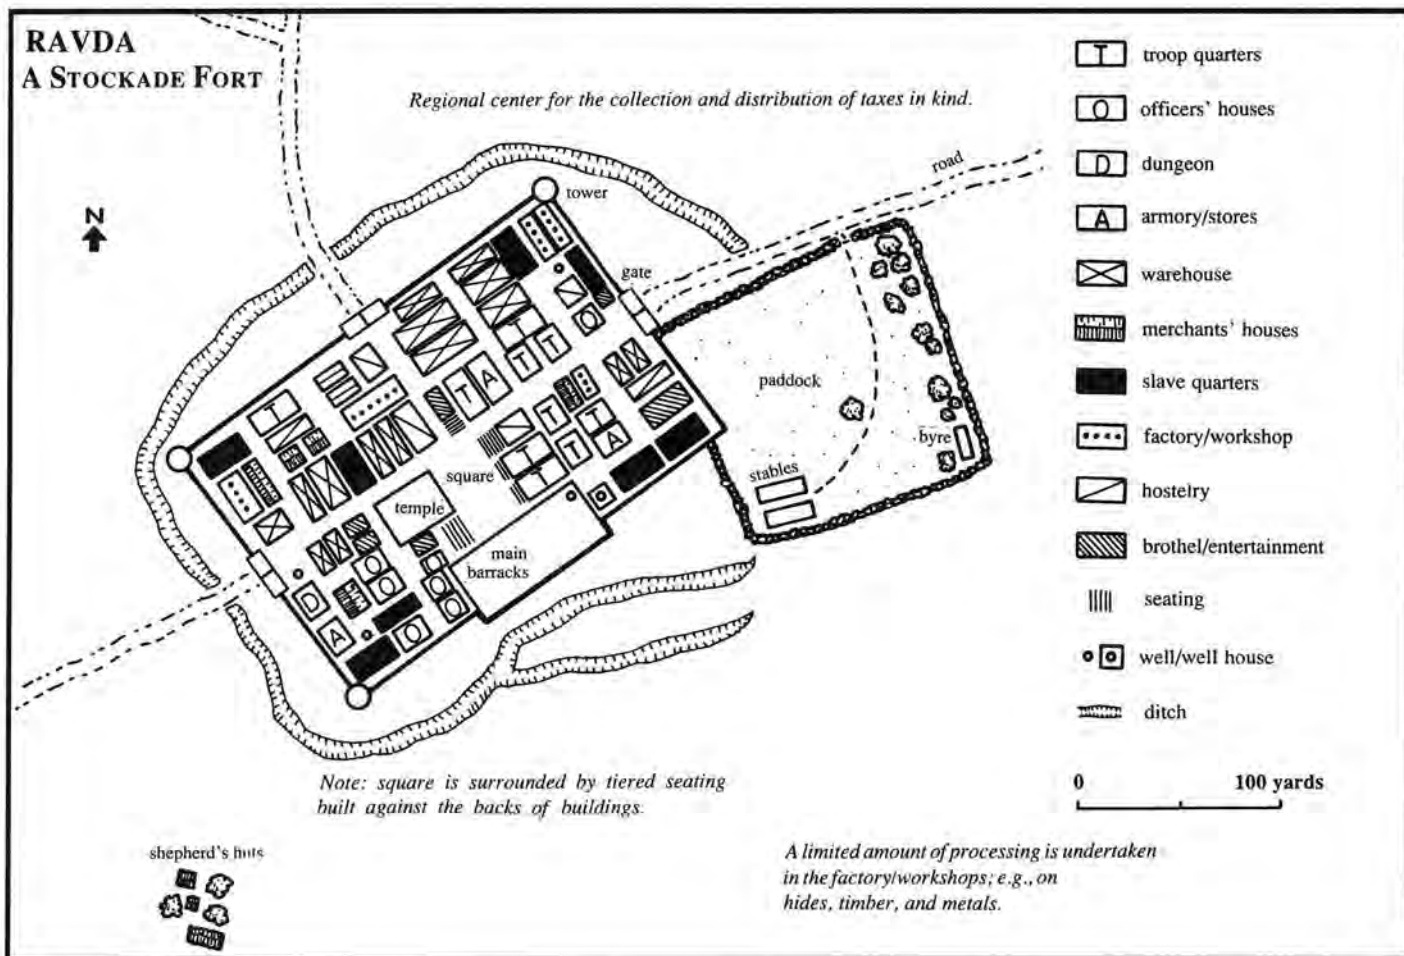 RAVDA
A STOCKADE FORT
Regional center for the collection and distribution of taxes in kind.
N
tower
road
gate
paddock
byre
stables
square
temple
main
barracks
T
T
T
T
T
A
T
T
T
T
T
A
T
D
A
O
O
O
O
O
O
O
troop quarters
officers' houses
dungeon
armory/stores
warehouse
merchants' houses
slave quarters
factory/workshop
hostelry
brothel/entertainment
seating
well/well house
ditch
T
O
D
A
0 100 yards
Note: square is surrounded by tiered seating
built against the backs of buildings.
shepherd's huts
A limited amount of processing is undertaken
in the factory/workshops; e.g., on
hides, timber, and metals.